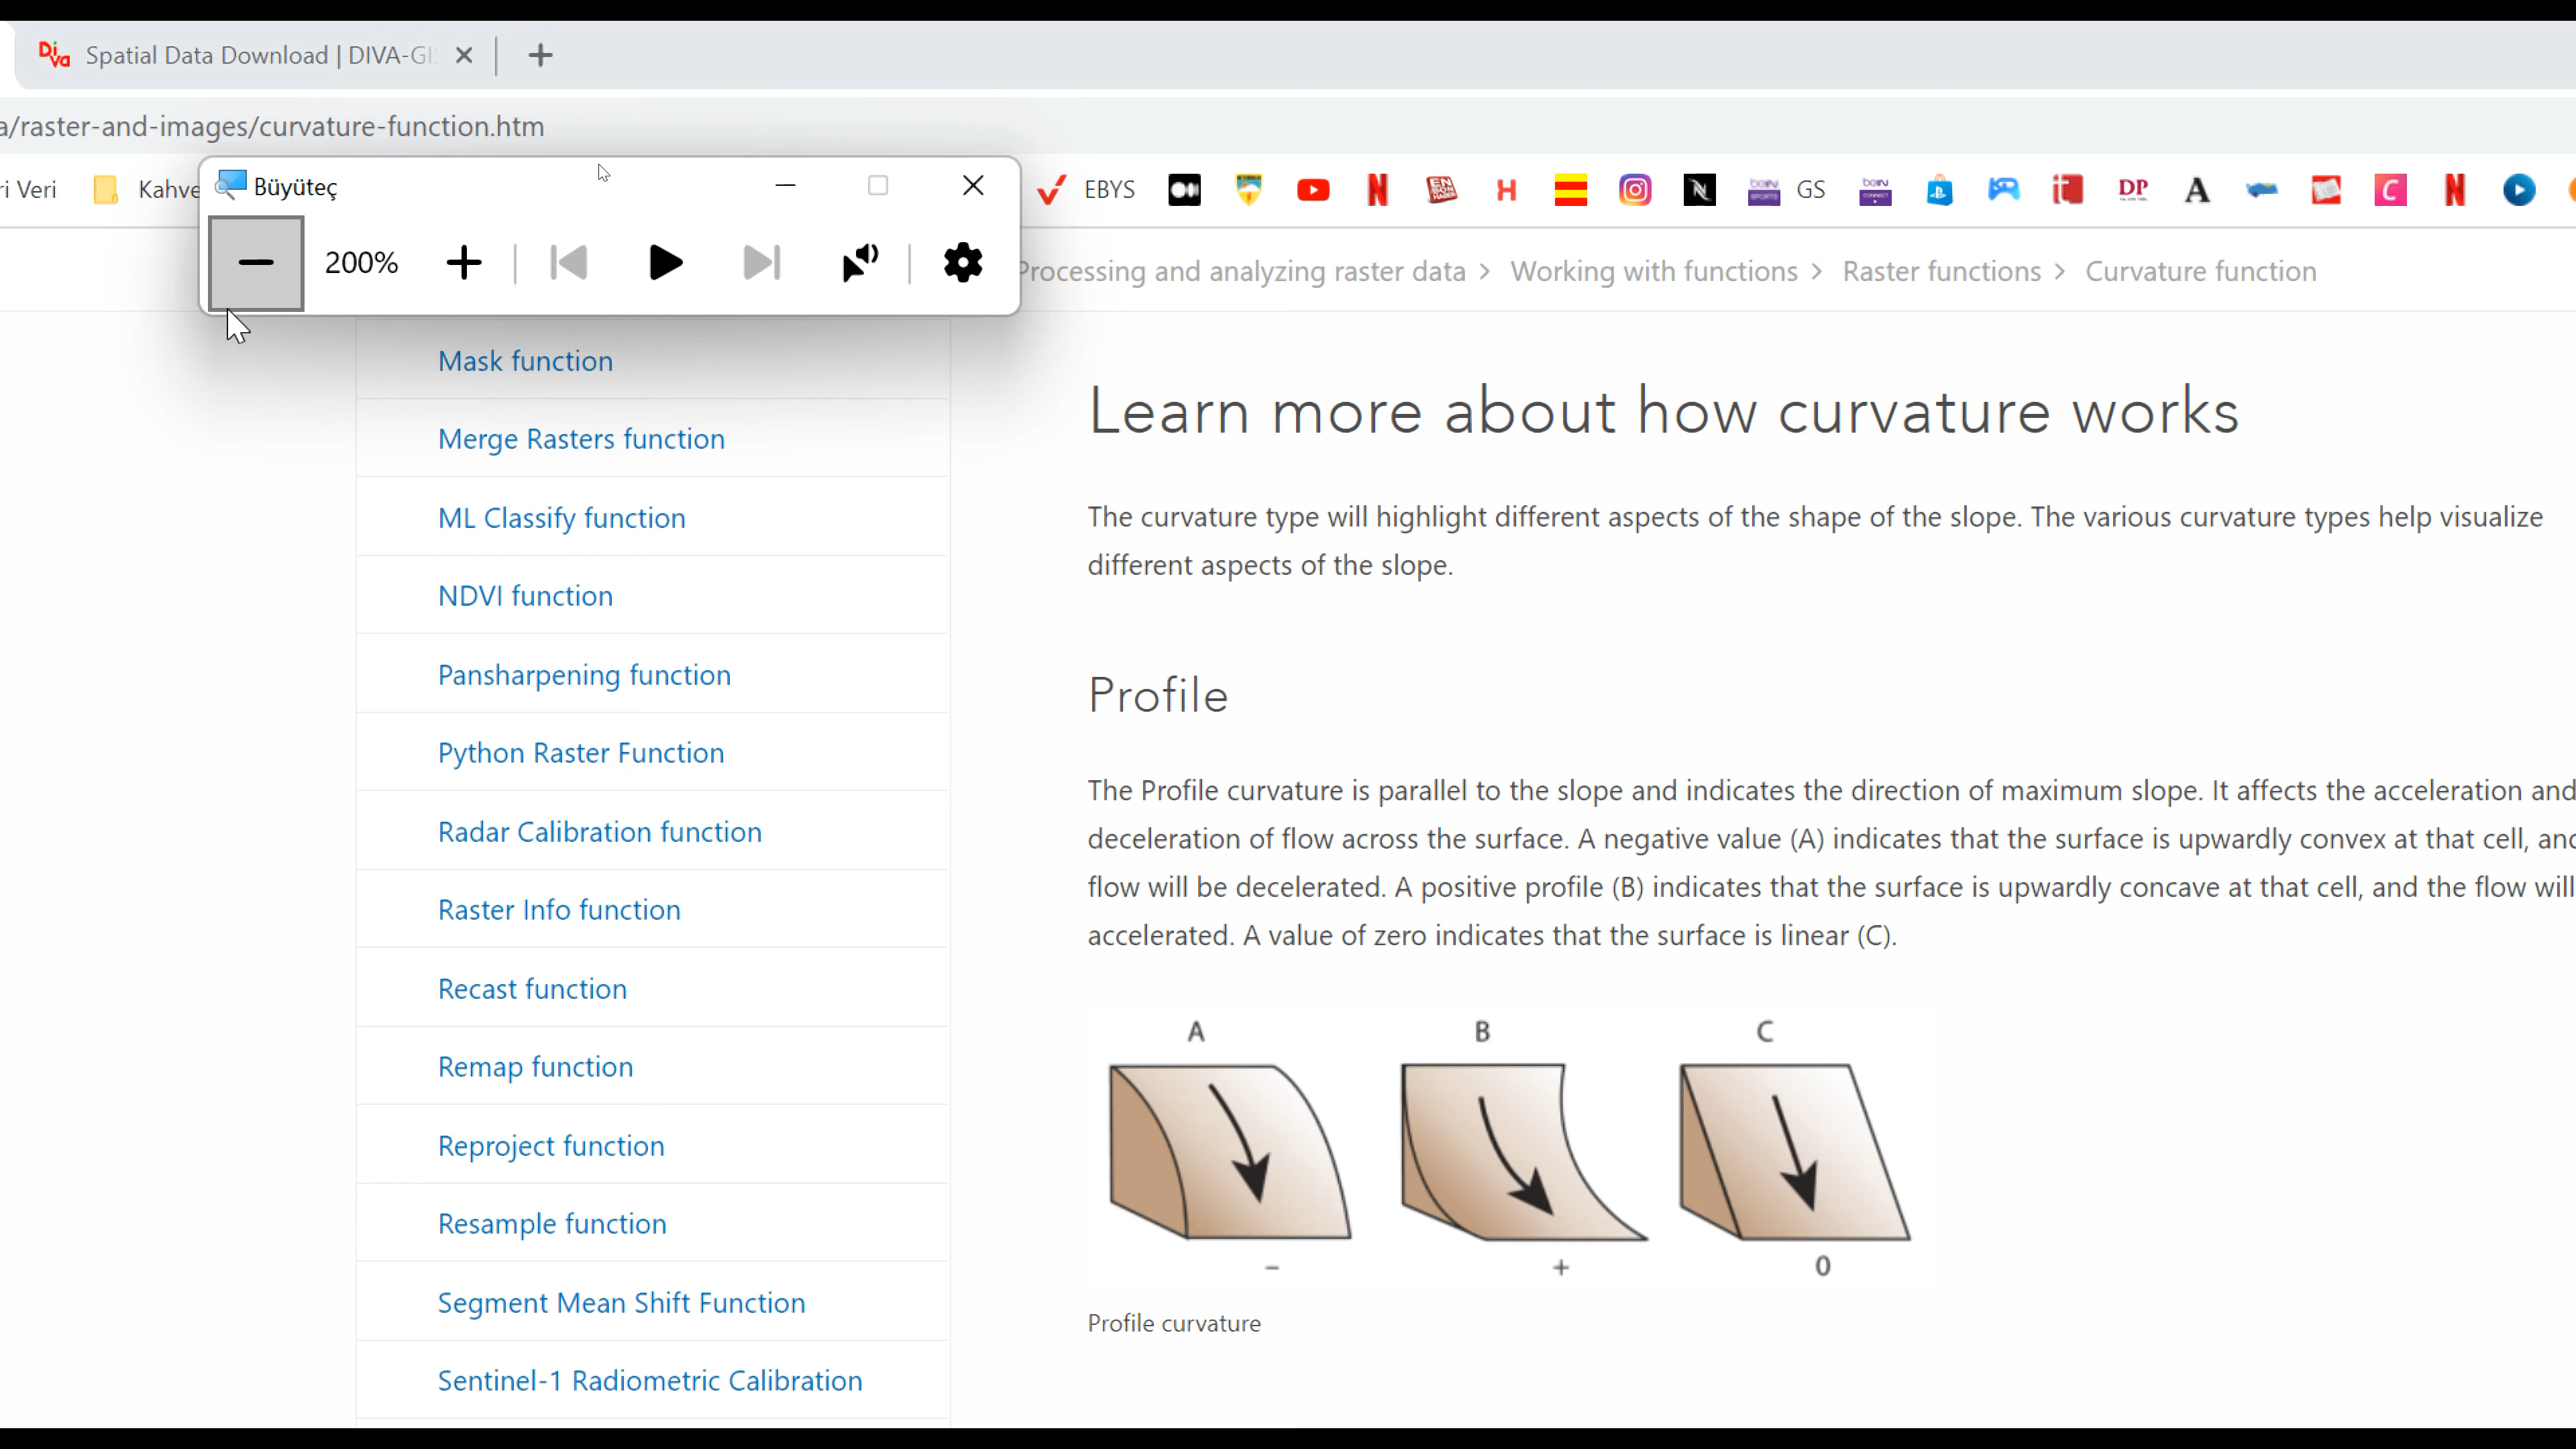 Spatial Data Download | DIVA-GI
a/raster-and-images/curvature-function.htm
ri Veri
Kahve
Büyüteç
EBYS
GS
200%
Processing and analyzing raster data > Working with functions > Raster functions > Curvature function
Mask function
Merge Rasters function
ML Classify function
NDVI function
Pansharpening function
Python Raster Function
Radar Calibration function
Raster Info function
Recast function
Remap function
Reproject function
Resample function
Segment Mean Shift Function
Sentinel-1 Radiometric Calibration
Learn more about how curvature works
The curvature type will highlight different aspects of the shape of the slope. The various curvature types help visualize
different aspects of the slope.
Profile
The Profile curvature is parallel to the slope and indicates the direction of maximum slope. It affects the acceleration and
deceleration of flow across the surface. A negative value (A) indicates that the surface is upwardly convex at that cell, and
flow will be decelerated. A positive profile (B) indicates that the surface is upwardly concave at that cell, and the flow will
accelerated. A value of zero indicates that the surface is linear (C).
A B C
- + 0
Profile curvature